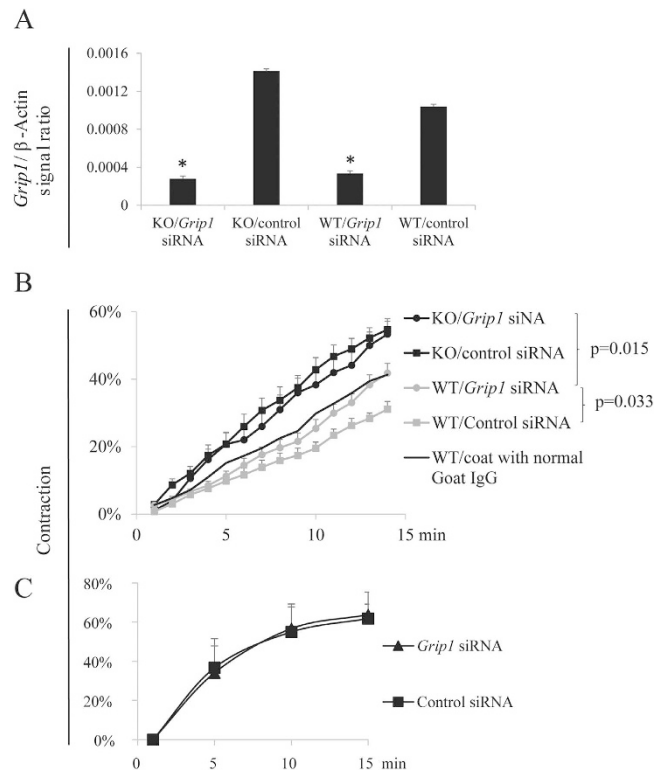 A
Grip1 / β-Actin
signal ratio
0.0016
0.0012
0.0008
0.0004
0
*
*
KO/Grip1
siRNA
KO/control
siRNA
WT/Grip1
siRNA
WT/control
siRNA
B
Contraction
60%
40%
20%
0%
0
5
10
15 min
KO/Grip1 siNA
KO/control siRNA
WT/Grip1 siRNA
WT/Control siRNA
WT/coat with normal
Goat IgG
p=0.015
p=0.033
C
80%
60%
40%
20%
0%
0
5
10
15 min
Grip1 siRNA
Control siRNA